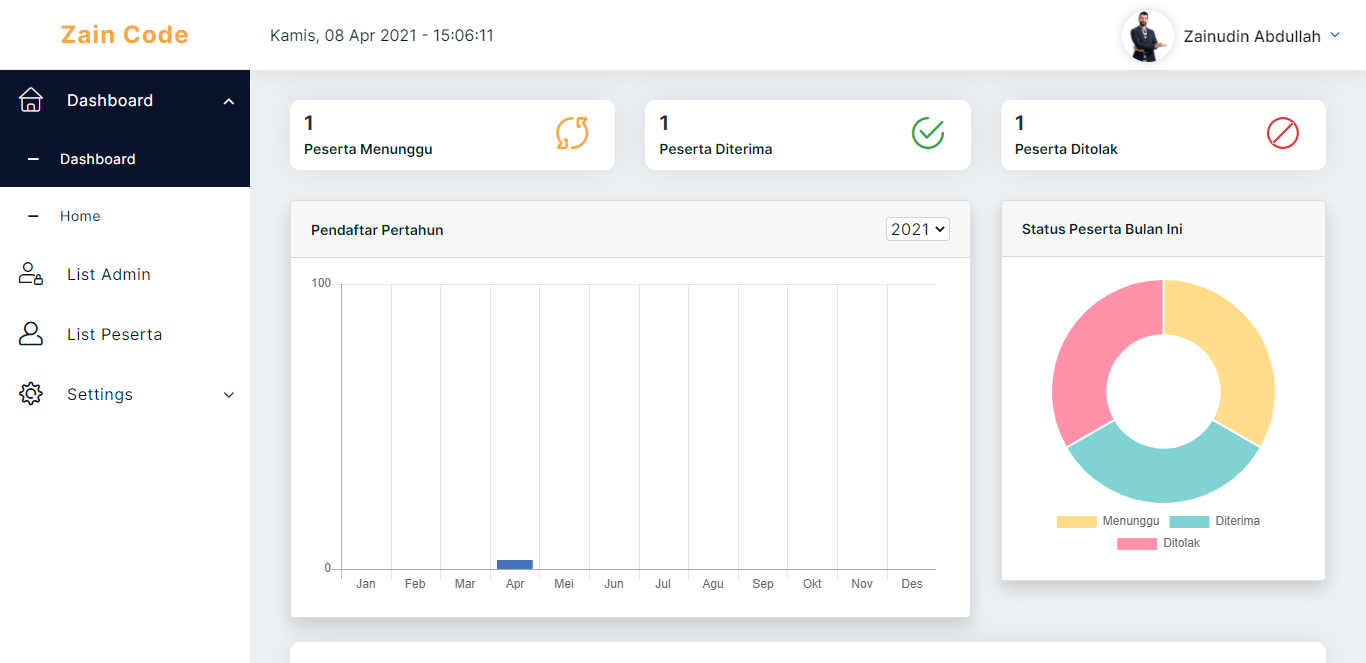 Zain Code
Kamis, 08 Apr 2021 - 15:06:11
Zainudin Abdullah
Dashboard
Dashboard
Home
List Admin
List Peserta
Settings
1
Peserta Menunggu
1
Peserta Diterima
1
Peserta Ditolak
Pendaftar Pertahun
2021
100
0
Jan Feb Mar Apr Mei Jun Jul Agu Sep Okt Nov Des
Status Peserta Bulan Ini
Menunggu Diterima
Ditolak